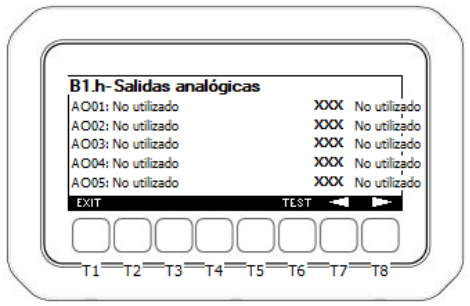 B1.h-Salidas analógicas
AO01: No utilizado XXX No utilizado
AO02: No utilizado XXX No utilizado
AO03: No utilizado XXX No utilizado
AO04: No utilizado XXX No utilizado
AO05: No utilizado XXX No utilizado
EXIT TEST
T1 T2 T3 T4 T5 T6 T7 T8